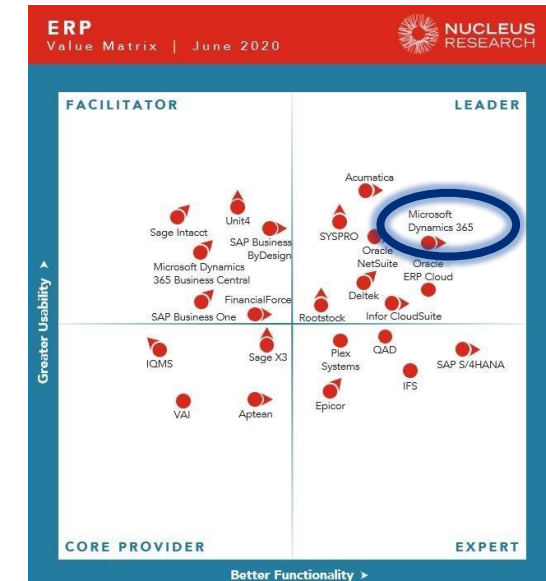 ERP
Value Matrix | June 2020
NUCLEUS
RESEARCH
FACILITATOR
LEADER
Acumatica
Microsoft
Dynamics 365
Unit4
Sage Intacct
SYSPRO
SAP Business
ByDesign
Oracle
NetSuite
Oracle
ERP Cloud
Microsoft Dynamics
365 Business Central
Deltek
FinancialForce
SAP Business One
Rootstock
Infor CloudSuite
Greater Usability >
IQMS
Sage X3
Plex
Systems
QAD
SAP S/4HANA
IFS
VAI
Aptean
Epicor
CORE PROVIDER
EXPERT
Better Functionality >